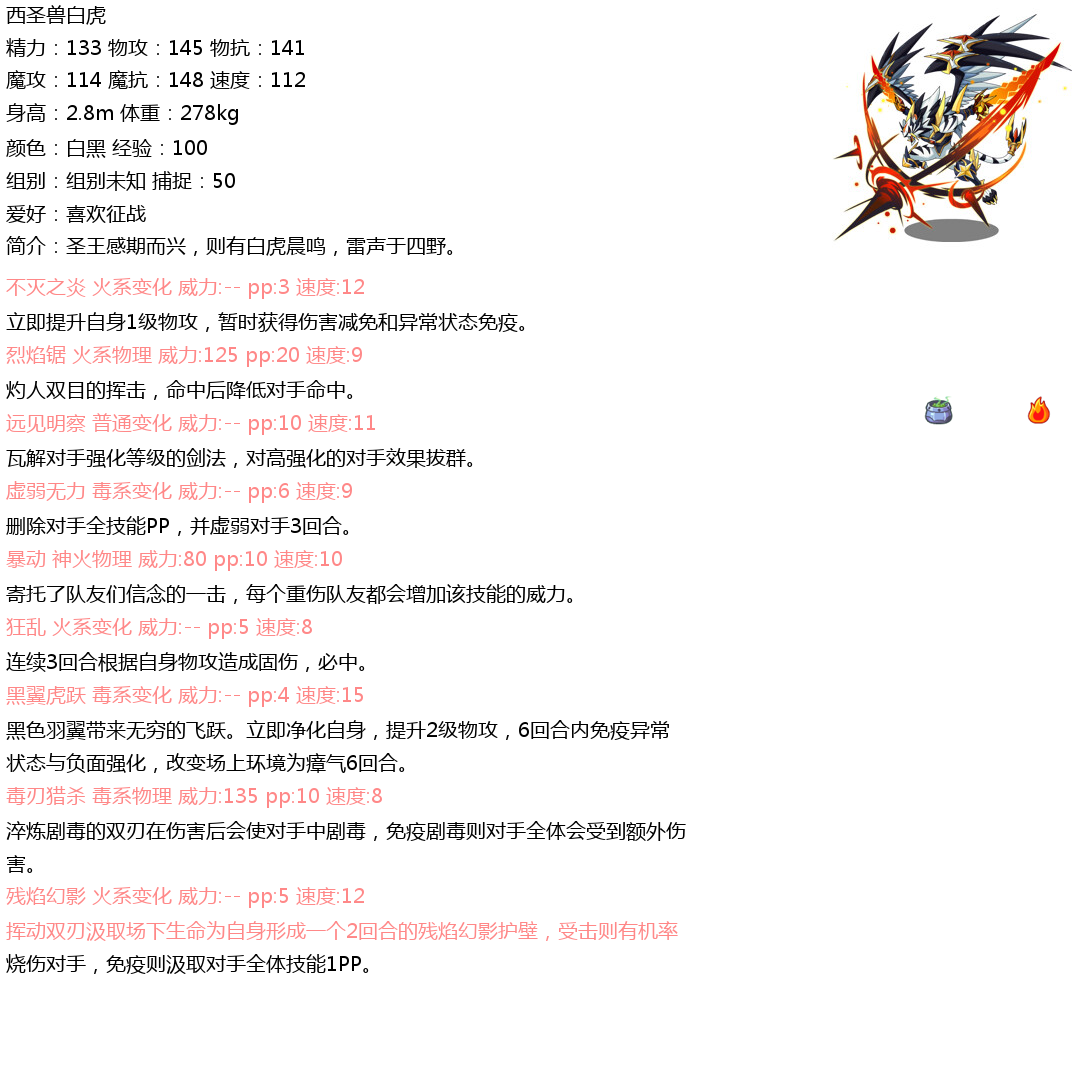 西圣兽白虎
精力：133 物攻：145 物抗：141
魔攻：114 魔抗：148 速度：112
身高：2.8m 体重：278kg
颜色：白黑 经验：100
组别：组别未知 捕捉：50
爱好：喜欢征战
简介：圣王感期而兴，则有白虎晨鸣，雷声于四野。
不灭之炎 火系变化 威力:-- pp:3 速度:12
立即提升自身1级物攻，暂时获得伤害减免和异常状态免疫。
烈焰锯 火系物理 威力:125 pp:20 速度:9
灼人双目的挥击，命中后降低对手命中。
远见明察 普通变化 威力:-- pp:10 速度:11
瓦解对手强化等级的剑法，对高强化的对手效果拔群。
虚弱无力 毒系变化 威力:-- pp:6 速度:9
删除对手全技能PP，并虚弱对手3回合。
暴动 神火物理 威力:80 pp:10 速度:10
寄托了队友们信念的一击，每个重伤队友都会增加该技能的威力。
狂乱 火系变化 威力:-- pp:5 速度:8
连续3回合根据自身物攻造成固伤，必中。
黑翼虎跃 毒系变化 威力:-- pp:4 速度:15
黑色羽翼带来无穷的飞跃。立即净化自身，提升2级物攻，6回合内免疫异常
状态与负面强化，改变场上环境为瘴气6回合。
毒刃猎杀 毒系物理 威力:135 pp:10 速度:8
淬炼剧毒的双刃在伤害后会使对手中剧毒，免疫剧毒则对手全体会受到额外伤
害。
残焰幻影 火系变化 威力:-- pp:5 速度:12
挥动双刃汲取场下生命为自身形成一个2回合的残焰幻影护壁，受击则有机率
烧伤对手，免疫则汲取对手全体技能1PP。